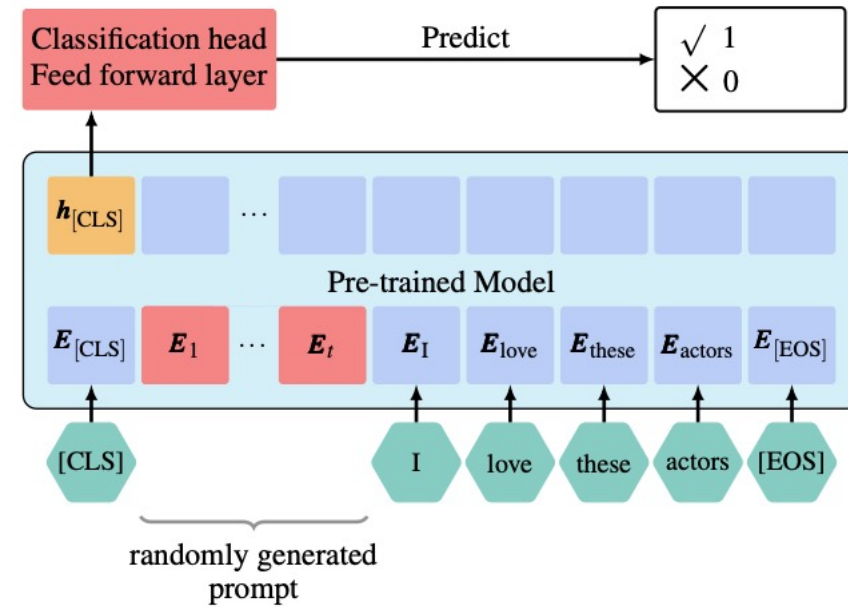 Classification head
Feed forward layer
Predict
√ 1
× 0
h[CLS]
...
Pre-trained Model
E[CLS] E1 ... Et EI Elove Ethese Eactors E[EOS]
[CLS] I love these actors [EOS]
randomly generated
prompt